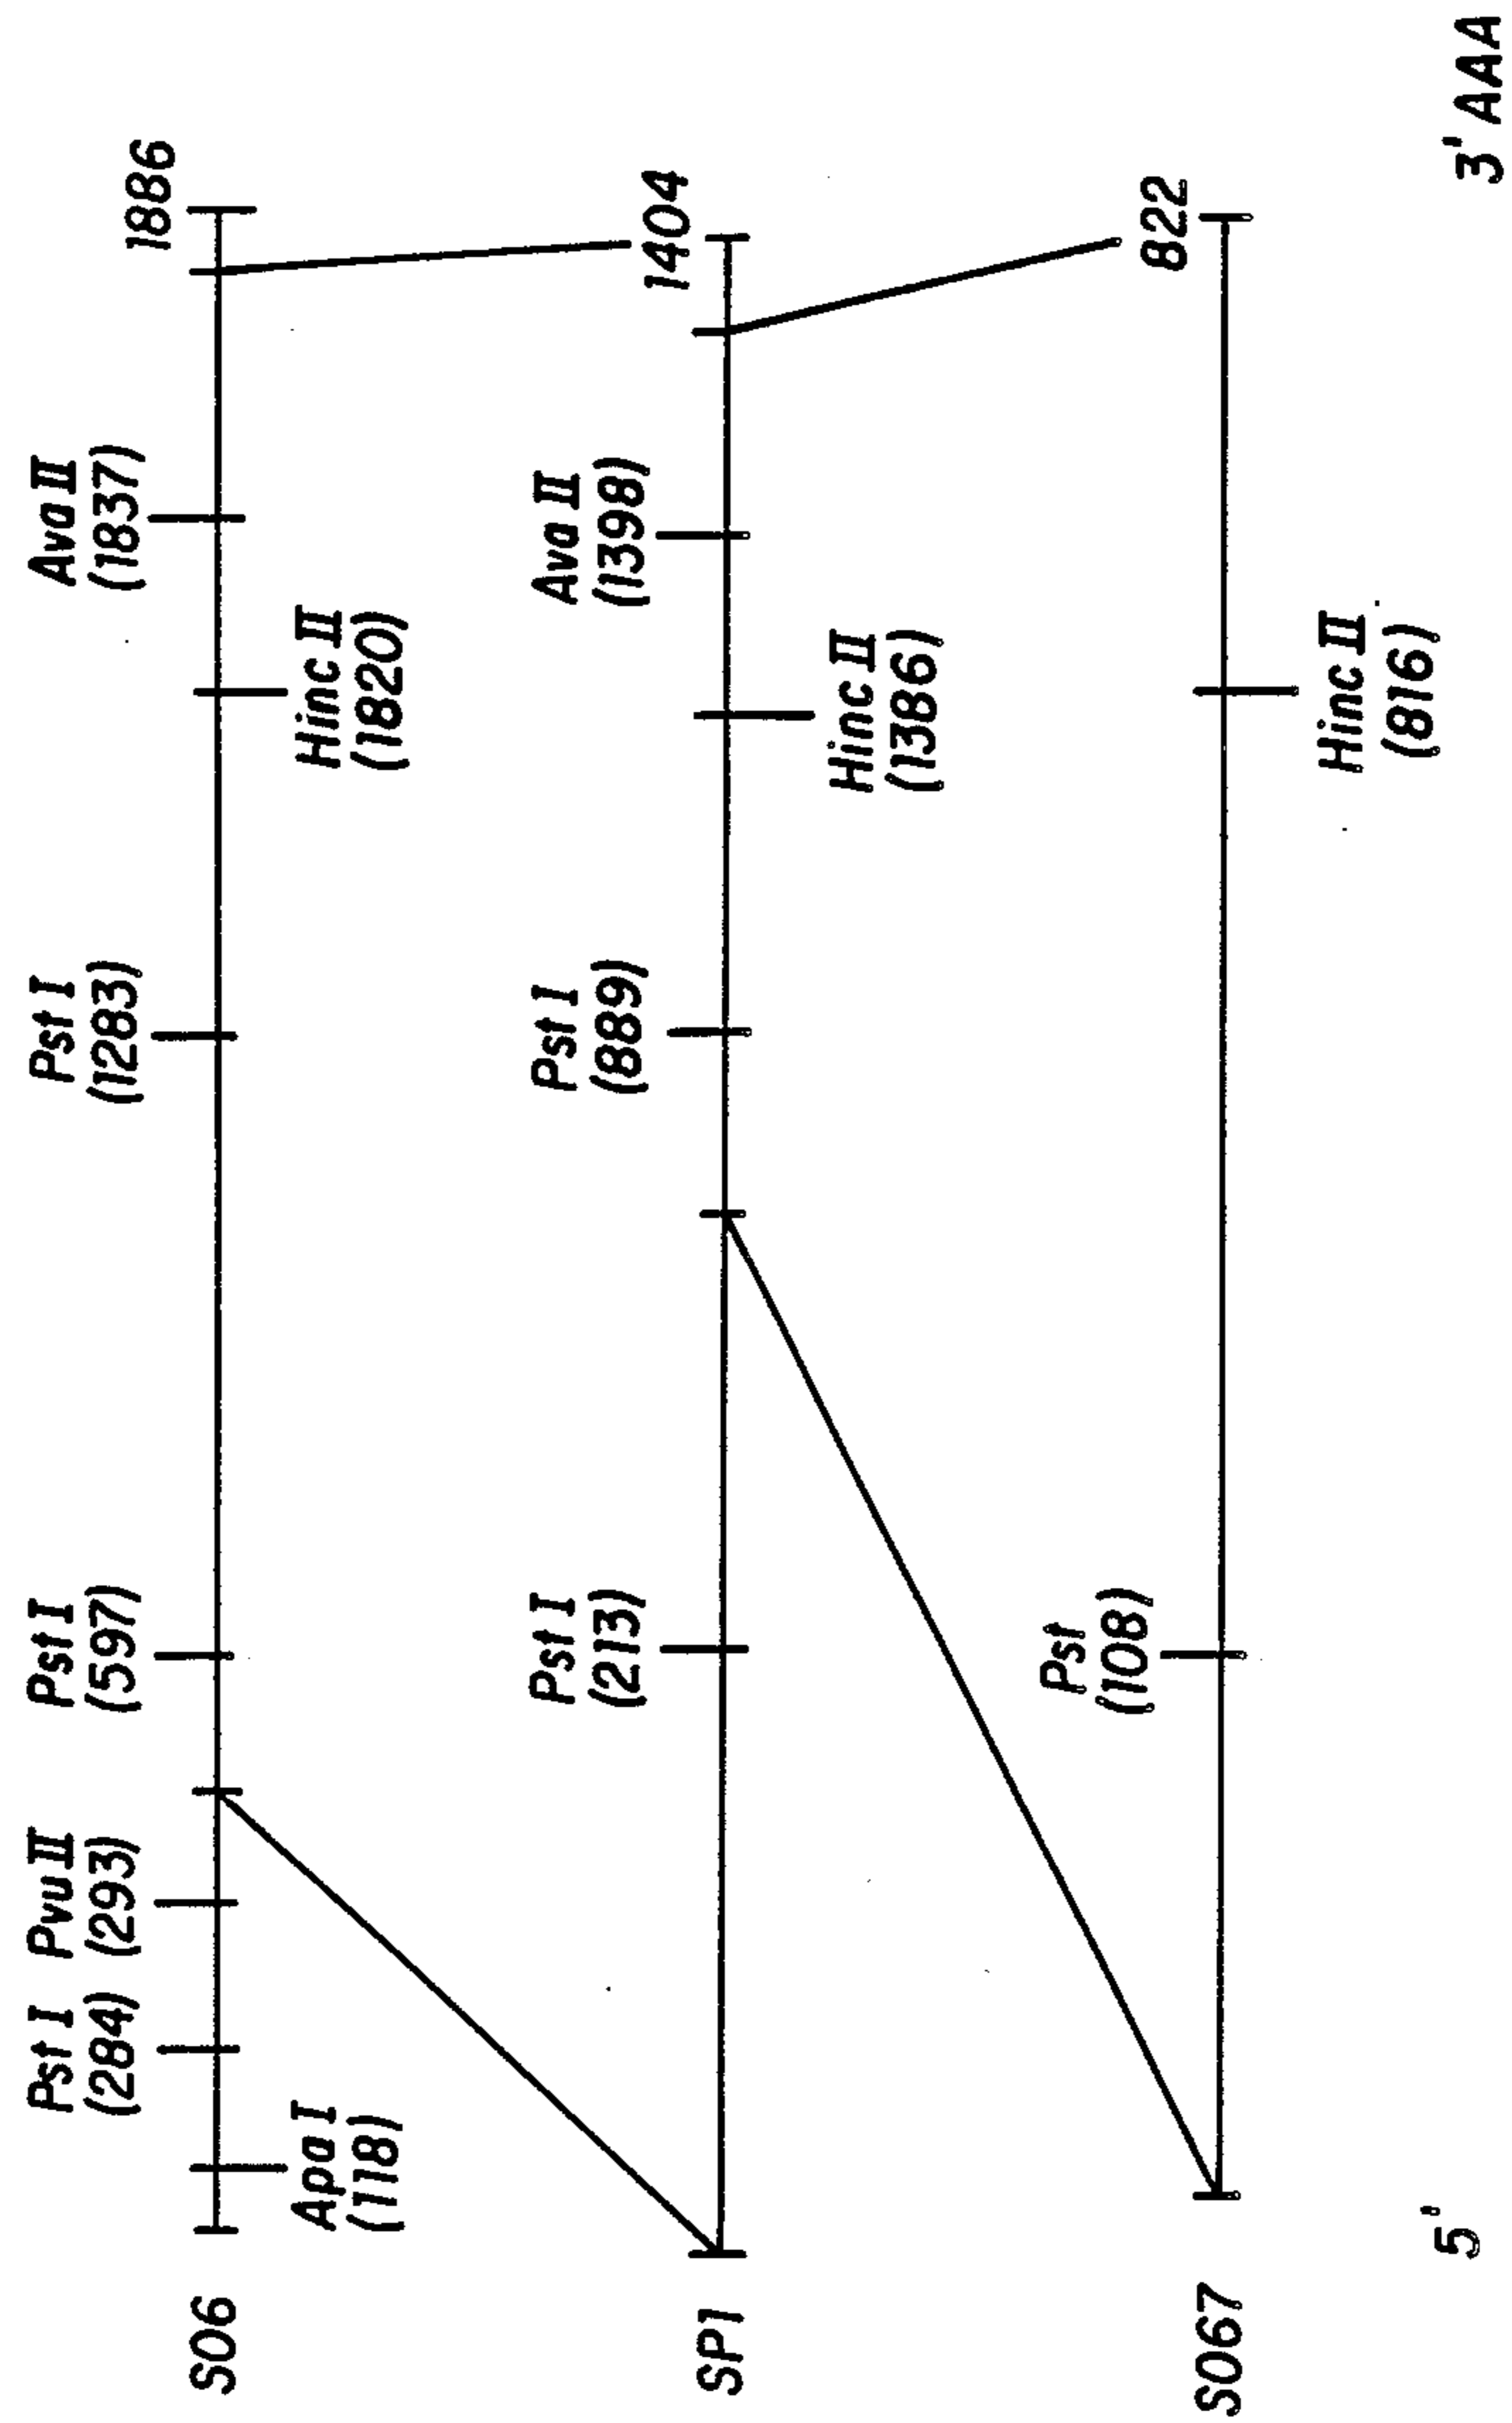 SO6
Apa I
(118)
Pst I
(284)
Pvu II
(293)
Pst I
(597)
Pst I
(1283)
Hinc II
(1820)
Ava II
(1837)
1886
SP1
Pst I
(213)
Pst I
(889)
Hinc II
(1386)
Ava II
(1398)
1404
SO67
Pst
(108)
Hinc II
(816)
822
5'
3' AAA